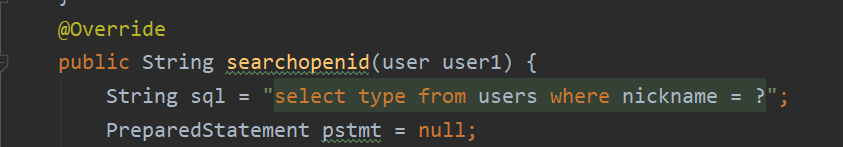 }
@Override
public String searchopenid(user user1) {
String sql = "select type from users where nickname = ?";
PreparedStatement pstmt = null;